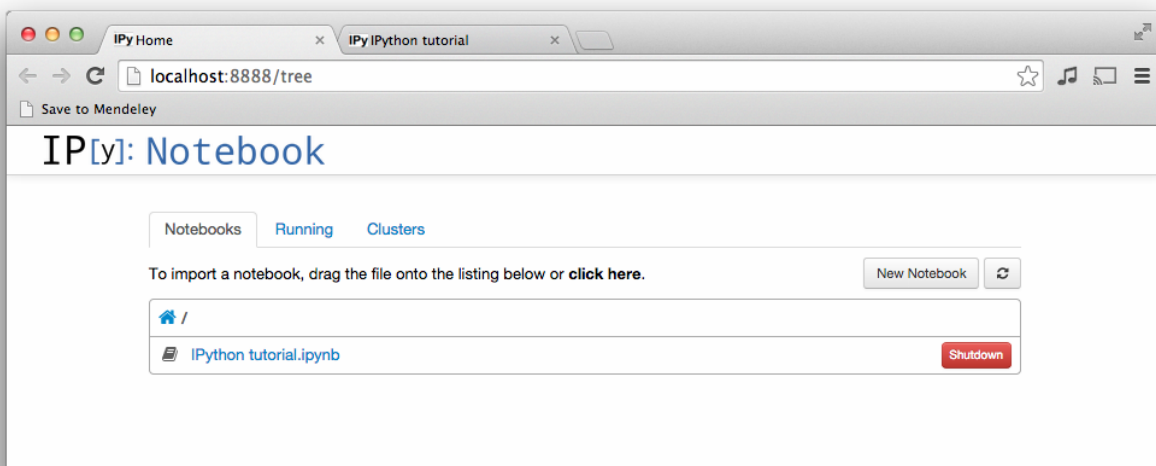 IPy Home IPy IPython tutorial
localhost:8888/tree
Save to Mendeley
IP[y]: Notebook
Notebooks Running Clusters
To import a notebook, drag the file onto the listing below or click here. New Notebook
/
IPython tutorial.ipynb Shutdown